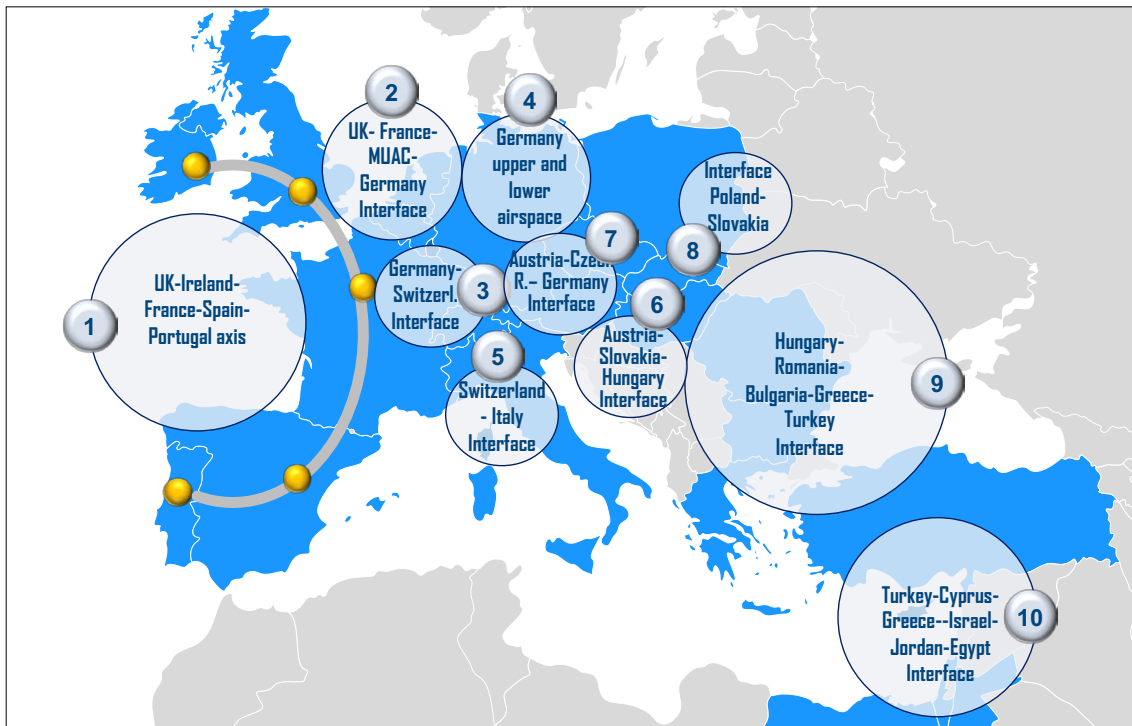 1
UK-Ireland-
France-Spain-
Portugal axis
2
UK- France-
MUAC-
Germany
Interface
3
Germany-
Switzerl.
Interface
4
Germany
upper and
lower
airspace
5
Switzerland
- Italy
Interface
6
Austria-
Slovakia-
Hungary
Interface
7
Austria-Czech
R.– Germany
Interface
8
Interface
Poland-
Slovakia
9
Hungary-
Romania-
Bulgaria-Greece-
Turkey
Interface
10
Turkey-Cyprus-
Greece--Israel-
Jordan-Egypt
Interface